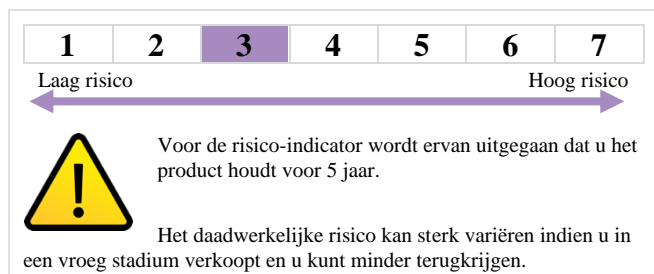 1 2 3 4 5 6 7
Laag risico Hoog risico
Voor de risico-indicator wordt ervan uitgegaan dat u het
product houdt voor 5 jaar.
Het daadwerkelijke risico kan sterk variëren indien u in
een vroeg stadium verkoopt en u kunt minder terugkrijgen.